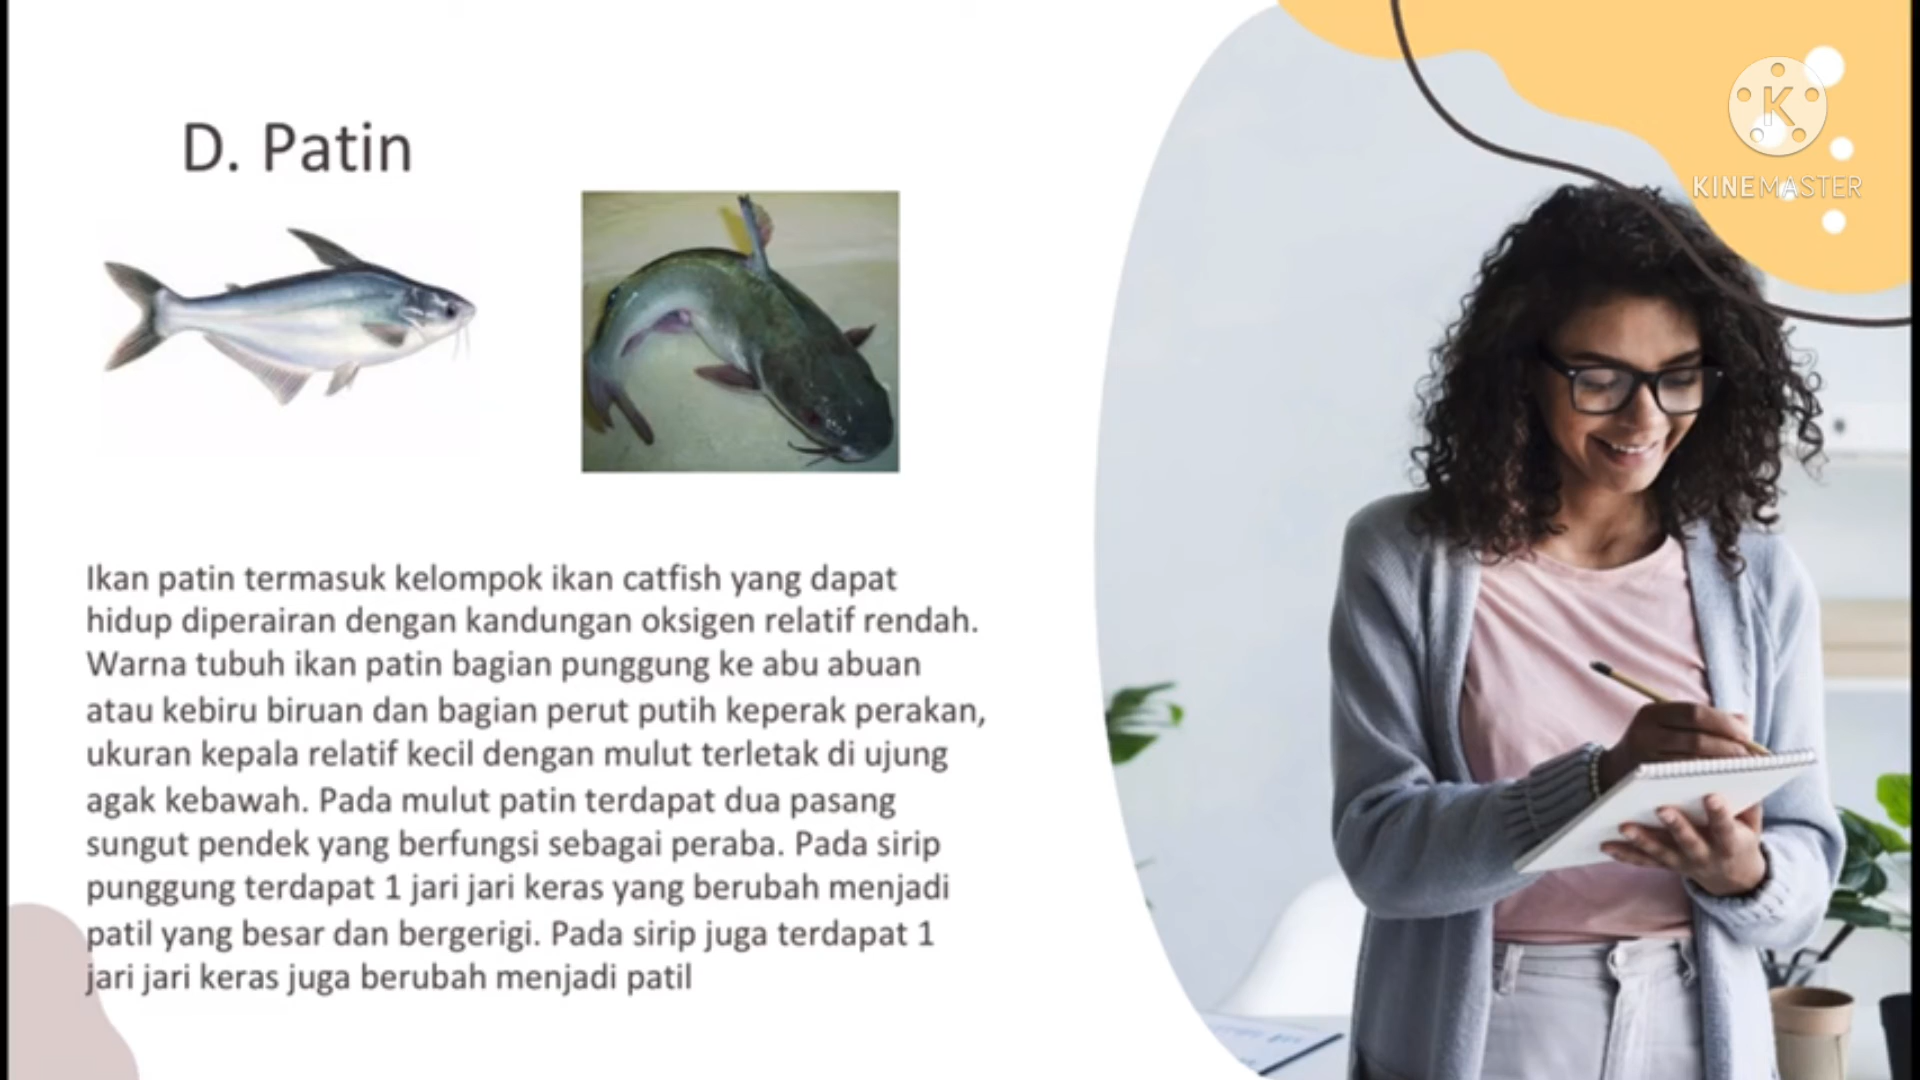 D. Patin
Ikan patin termasuk kelompok ikan catfish yang dapat
hidup diperairan dengan kandungan oksigen relatif rendah.
Warna tubuh ikan patin bagian punggung ke abu abuan
atau kebiru biruan dan bagian perut putih keperak perakan,
ukuran kepala relatif kecil dengan mulut terletak di ujung
agak kebawah. Pada mulut patin terdapat dua pasang
sungut pendek yang berfungsi sebagai peraba. Pada sirip
punggung terdapat 1 jari jari keras yang berubah menjadi
patil yang besar dan bergerigi. Pada sirip juga terdapat 1
jari jari keras juga berubah menjadi patil
K
KINEMASTER